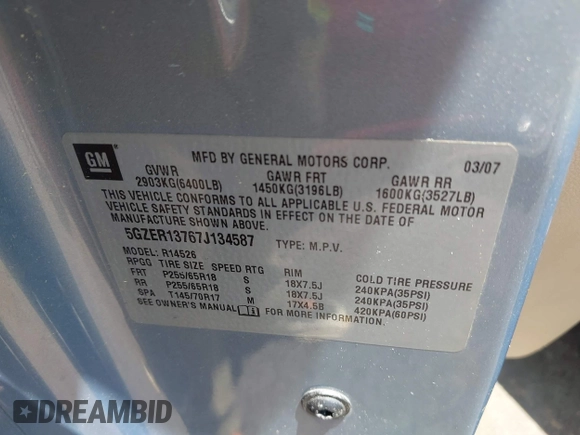 GM
MFD BY GENERAL MOTORS CORP. 03/07
GVWR GAWR FRT GAWR RR
2903KG(6400LB) 1450KG(3196LB) 1600KG(3527LB)
THIS VEHICLE CONFORMS TO ALL APPLICABLE U.S. FEDERAL MOTOR
VEHICLE SAFETY STANDARDS IN EFFECT ON THE DATE OF
MANUFACTURE SHOWN ABOVE.
5GZER13767J134587 TYPE: M.P.V.
MODEL: R14526
RPGG TIRE SIZE SPEED RTG RIM COLD TIRE PRESSURE
FRT P255/65R18 S 18X7.5J 240KPA(35PSI)
RR P255/65R18 S 18X7.5J 240KPA(35PSI)
SPA T145/70R17 M 17X4.5B 420KPA(60PSI)
SEE OWNER'S MANUAL FOR MORE INFORMATION.
DREAMBID